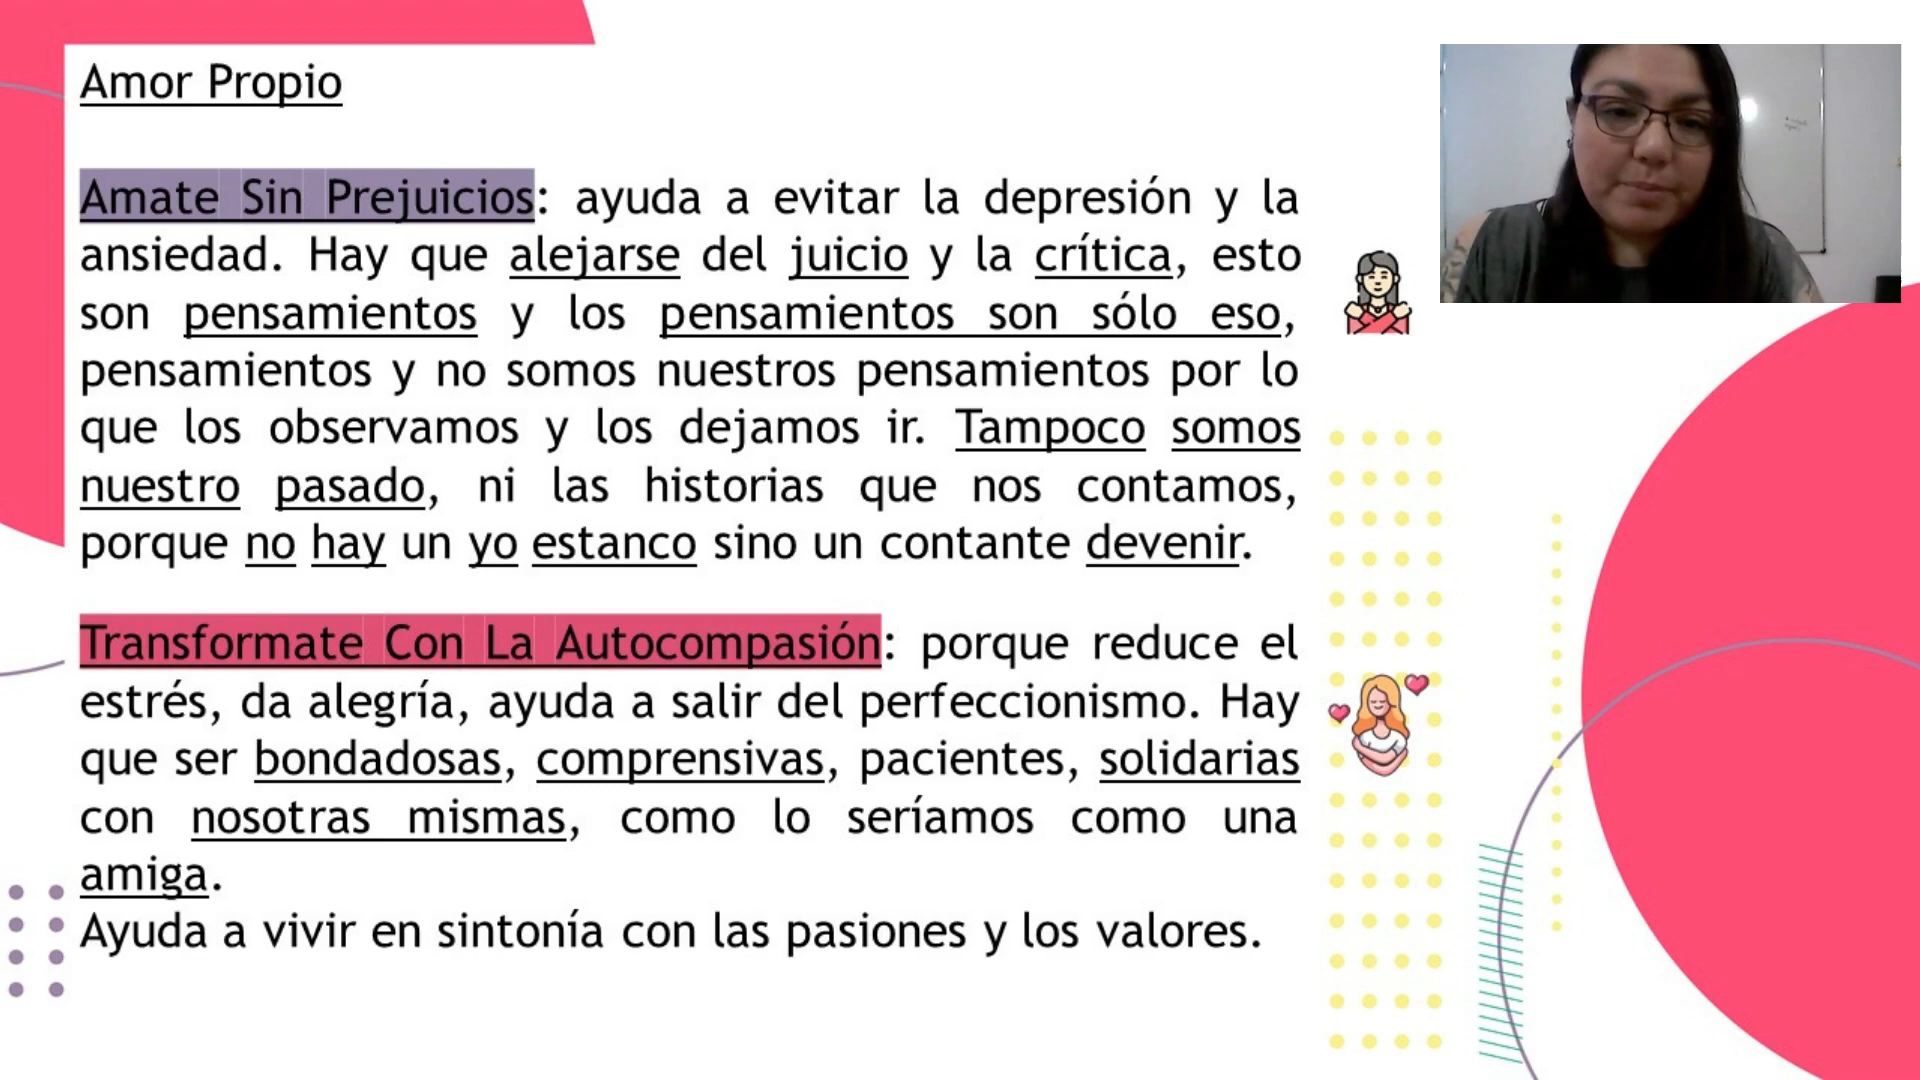 Amor Propio
Amate Sin Prejuicios: ayuda a evitar la depresión y la
ansiedad. Hay que alejarse del juicio y la crítica, esto
son pensamientos y los pensamientos son sólo eso,
pensamientos y no somos nuestros pensamientos por lo
que los observamos y los dejamos ir. Tampoco somos
nuestro pasado, ni las historias que nos contamos,
porque no hay un yo estanco sino un contante devenir.
Transformate Con La Autocompasión: porque reduce el
estrés, da alegría, ayuda a salir del perfeccionismo. Hay
que ser bondadosas, comprensivas, pacientes, solidarias
con nosotras mismas, como lo seríamos como una
amiga.
Ayuda a vivir en sintonía con las pasiones y los valores.